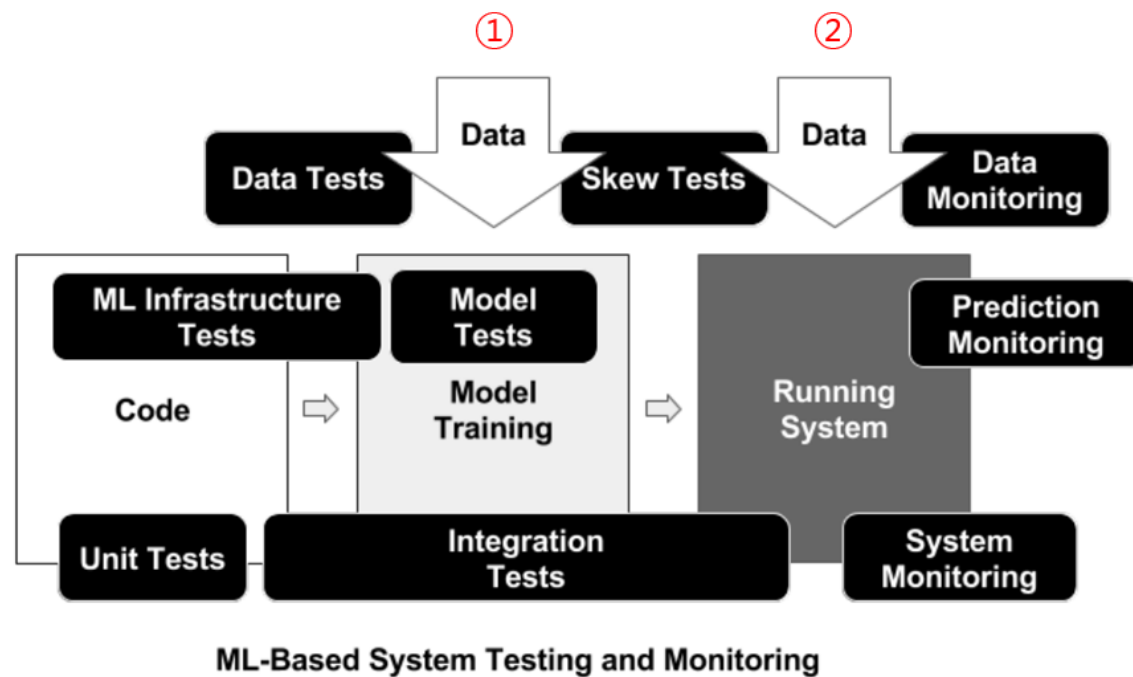 ①
②
Data
Data
Data Tests
Skew Tests
Data
Monitoring
ML Infrastructure
Tests
Model
Tests
Prediction
Monitoring
Code
Model
Training
Running
System
Unit Tests
Integration
Tests
System
Monitoring
ML-Based System Testing and Monitoring